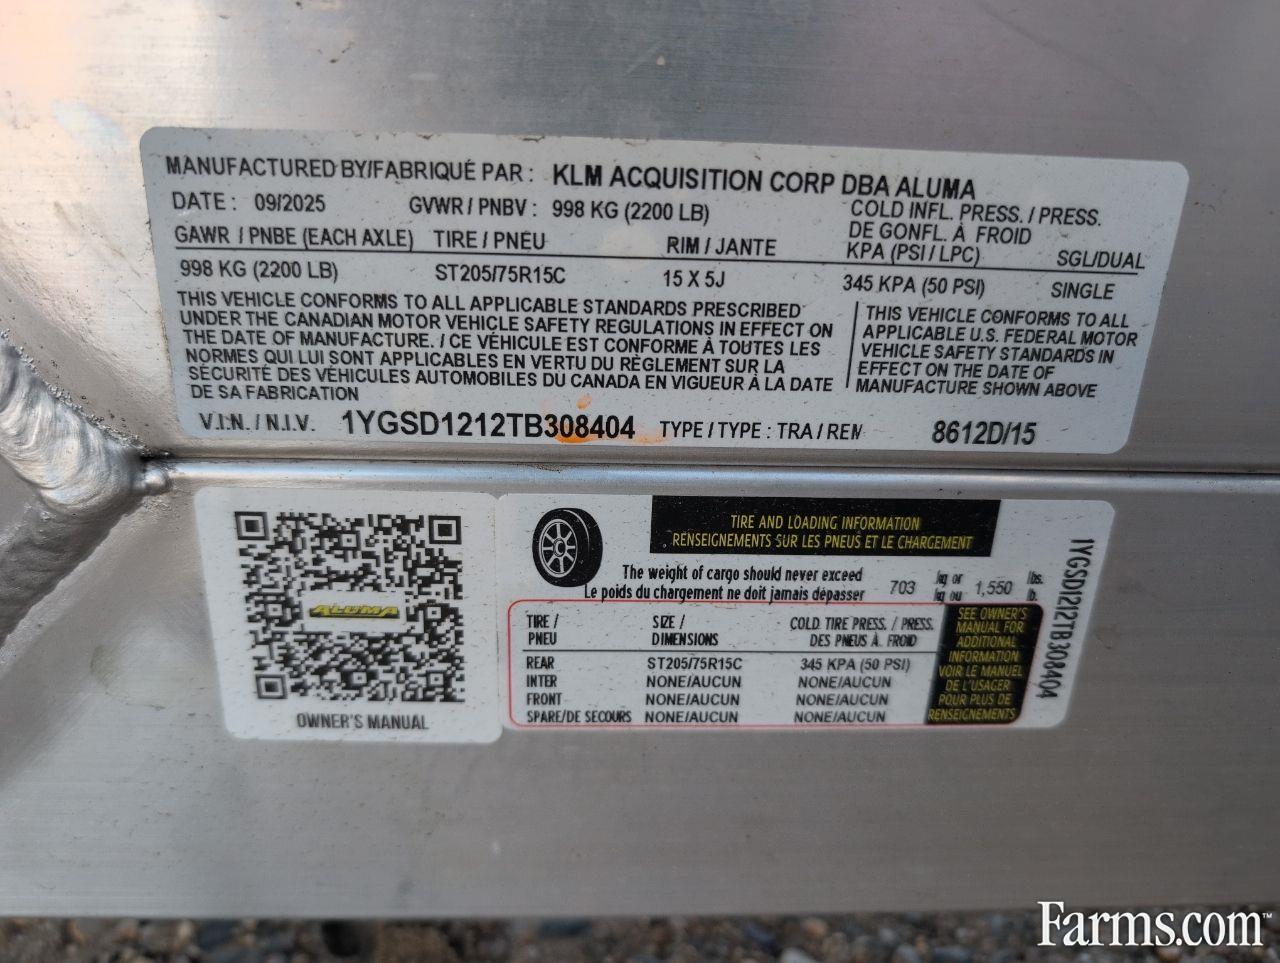 MANUFACTURED BY/FABRIQUÉ PAR : KLM ACQUISITION CORP DBA ALUMA
DATE : 09/2025 GVWR / PNBV : 998 KG (2200 LB) COLD INFL. PRESS. / PRESS.
DE GONFL. À FROID
GAWR / PNBE (EACH AXLE) TIRE / PNEU RIM / JANTE KPA (PSI / LPC) SGL/DUAL
998 KG (2200 LB) ST205/75R15C 15 X 5J 345 KPA (50 PSI) SINGLE
THIS VEHICLE CONFORMS TO ALL APPLICABLE STANDARDS PRESCRIBED
UNDER THE CANADIAN MOTOR VEHICLE SAFETY REGULATIONS IN EFFECT ON
THE DATE OF MANUFACTURE. / CE VÉHICULE EST CONFORME À TOUTES LES
NORMES QUI LUI SONT APPLICABLES EN VERTU DU RÈGLEMENT SUR LA
SÉCURITÉ DES VÉHICULES AUTOMOBILES DU CANADA EN VIGUEUR À LA DATE
DE SA FABRICATION
THIS VEHICLE CONFORMS TO ALL
APPLICABLE U.S. FEDERAL MOTOR
VEHICLE SAFETY STANDARDS IN
EFFECT ON THE DATE OF
MANUFACTURE SHOWN ABOVE
V.I.N. / N.I.V. 1YGSD1212TB308404 TYPE / TYPE : TRA / REM 8612D/15
ALUMA
OWNER'S MANUAL
TIRE AND LOADING INFORMATION
RENSEIGNEMENTS SUR LES PNEUS ET LE CHARGEMENT
The weight of cargo should never exceed 703 kg or 1,550 lbs.
Le poids du chargement ne doit jamais dépasser kg ou lb.
TIRE / SIZE / COLD TIRE PRESS. / PRESS.
PNEU DIMENSIONS DES PNEUS À FROID
REAR ST205/75R15C 345 KPA (50 PSI)
INTER NONE/AUCUN NONE/AUCUN
FRONT NONE/AUCUN NONE/AUCUN
SPARE/DE SECOURS NONE/AUCUN NONE/AUCUN
SEE OWNER'S
MANUAL FOR
ADDITIONAL
INFORMATION
VOIR LE MANUEL
DE L'USAGER
POUR PLUS DE
RENSEIGNEMENTS
1YGSD1212TB308404
Farms.com™